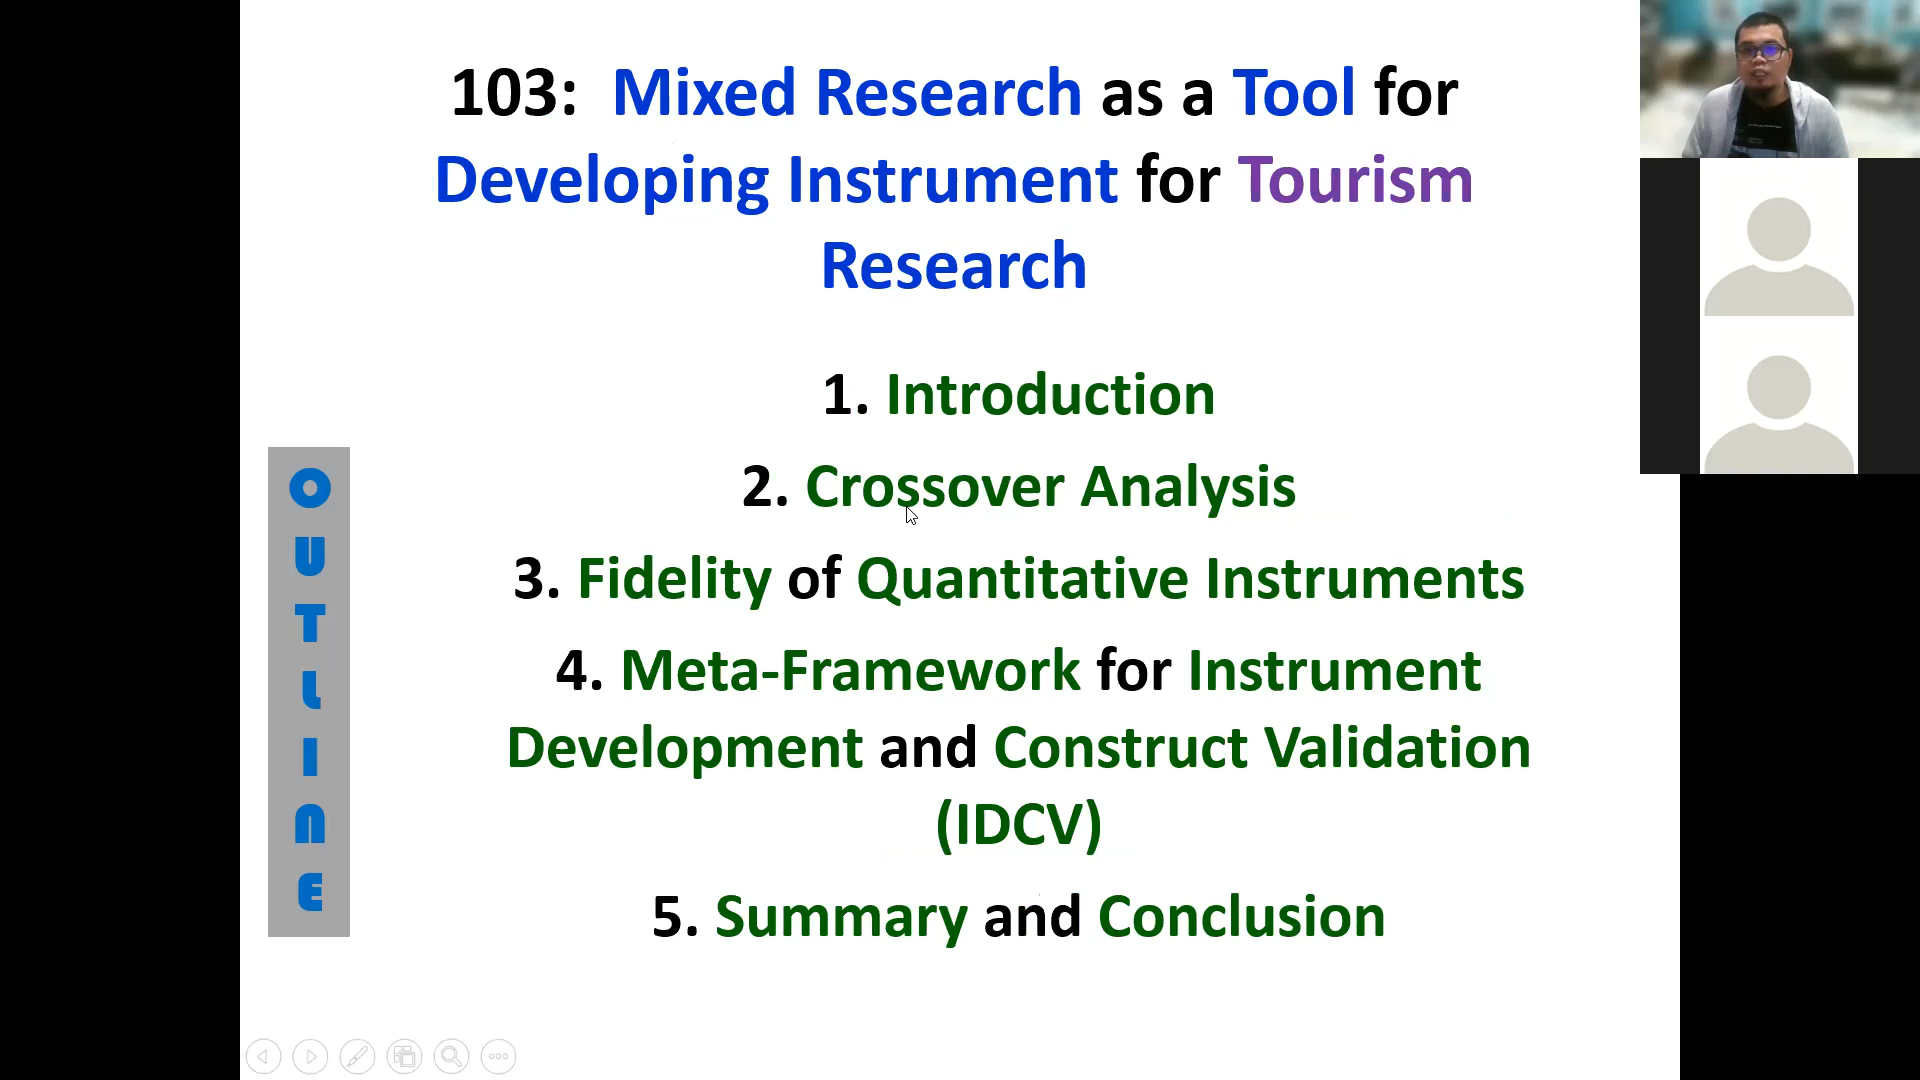 103: Mixed Research as a Tool for
Developing Instrument for Tourism
Research
1. Introduction
2. Crossover Analysis
3. Fidelity of Quantitative Instruments
4. Meta-Framework for Instrument
Development and Construct Validation
(IDCV)
5. Summary and Conclusion
OUTLINE